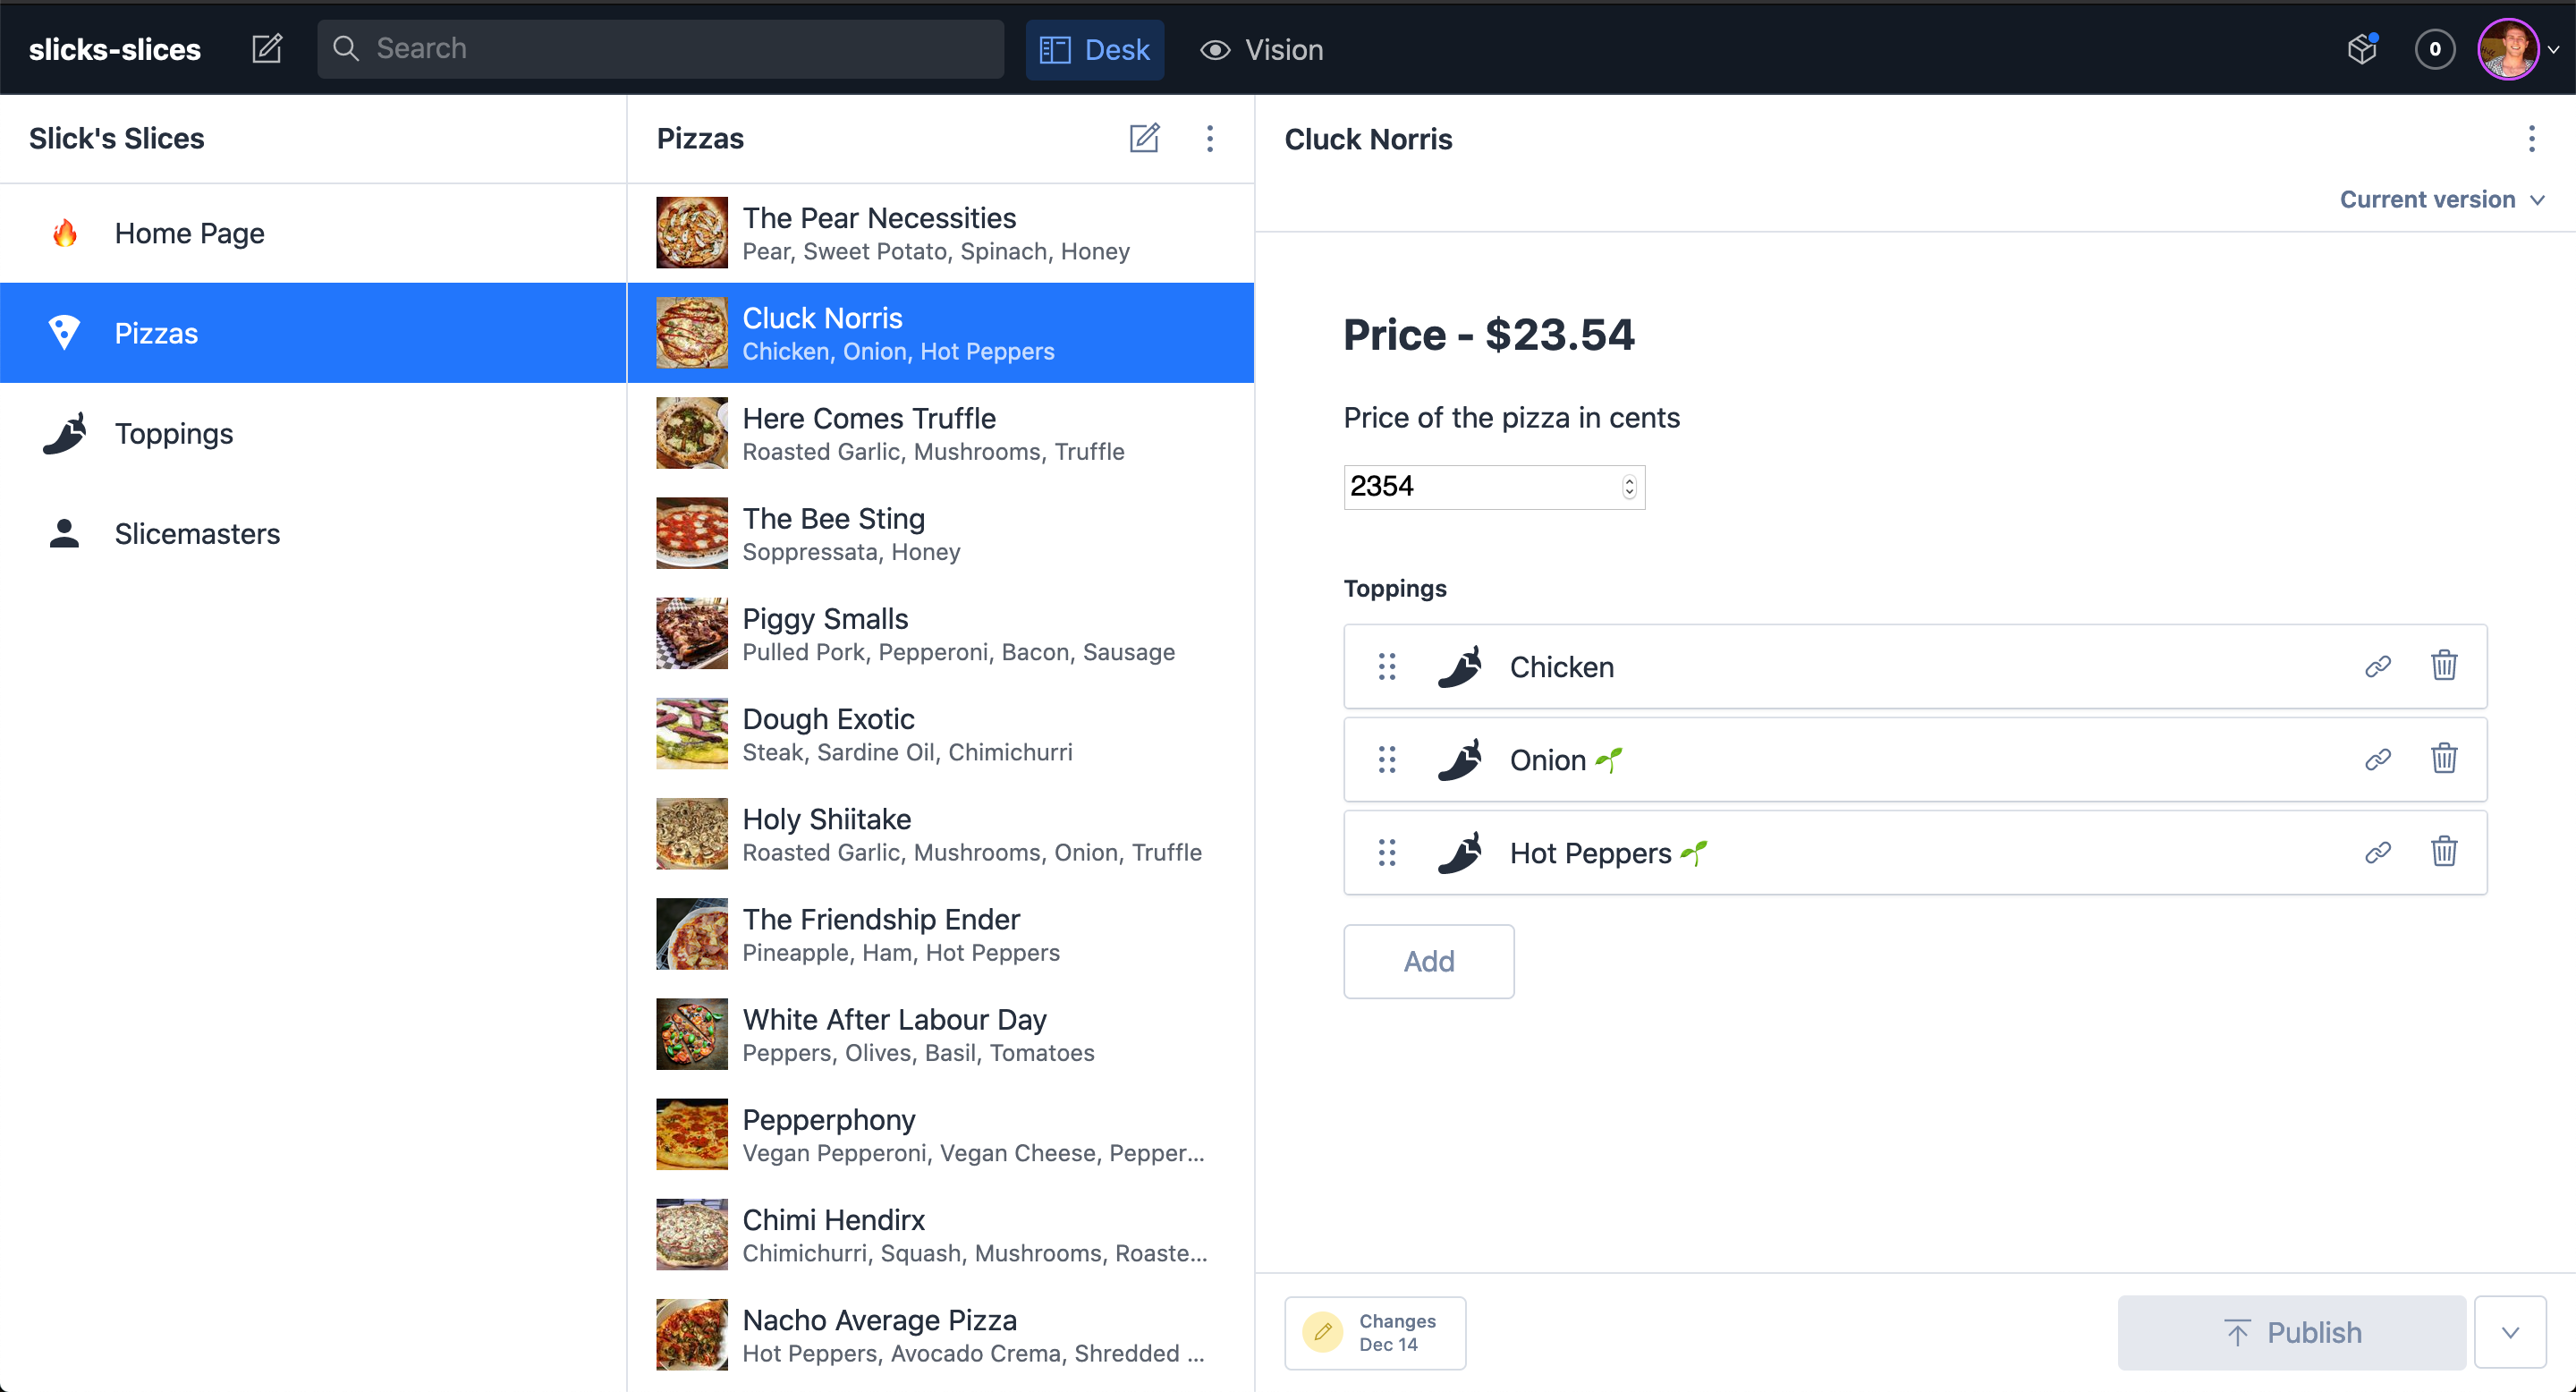 slicks-slices
Search
Desk
Vision
0
Slick's Slices
Home Page
Pizzas
Toppings
Slicemasters
Pizzas
The Pear Necessities
Pear, Sweet Potato, Spinach, Honey
Cluck Norris
Chicken, Onion, Hot Peppers
Here Comes Truffle
Roasted Garlic, Mushrooms, Truffle
The Bee Sting
Soppressata, Honey
Piggy Smalls
Pulled Pork, Pepperoni, Bacon, Sausage
Dough Exotic
Steak, Sardine Oil, Chimichurri
Holy Shiitake
Roasted Garlic, Mushrooms, Onion, Truffle
The Friendship Ender
Pineapple, Ham, Hot Peppers
White After Labour Day
Peppers, Olives, Basil, Tomatoes
Pepperphony
Vegan Pepperoni, Vegan Cheese, Pepper...
Chimi Hendirx
Chimichurri, Squash, Mushrooms, Roaste...
Nacho Average Pizza
Hot Peppers, Avocado Crema, Shredded ...
Cluck Norris
Current version
Price - $23.54
Price of the pizza in cents
2354
Toppings
Chicken
Onion 🌱
Hot Peppers 🌱
Add
Changes
Dec 14
Publish